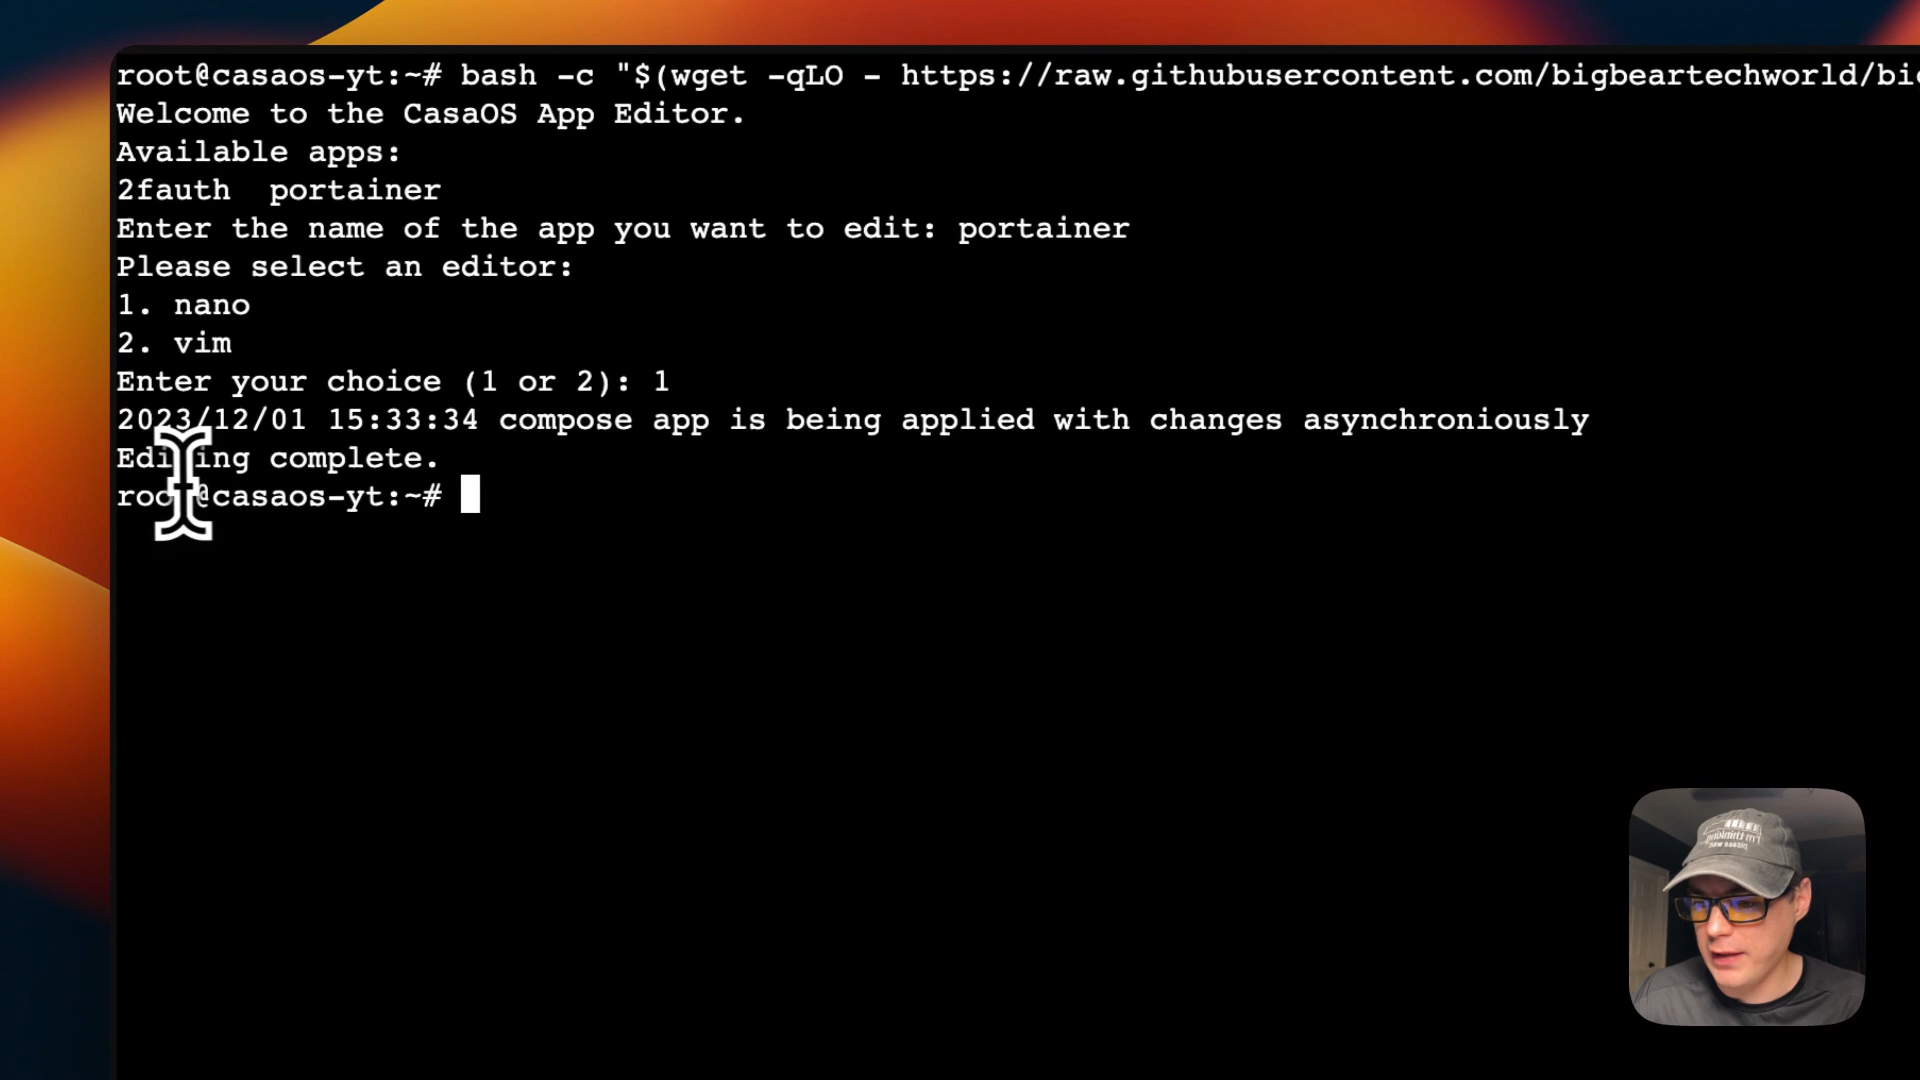 root@casaos-yt:~# bash -c "$(wget -qLO - https://raw.githubusercontent.com/bigbeartechworld/bi
Welcome to the CasaOS App Editor.
Available apps:
2fauth  portainer
Enter the name of the app you want to edit: portainer
Please select an editor:
1. nano
2. vim
Enter your choice (1 or 2): 1
2023/12/01 15:33:34 compose app is being applied with changes asynchroniously
Editing complete.
root@casaos-yt:~#